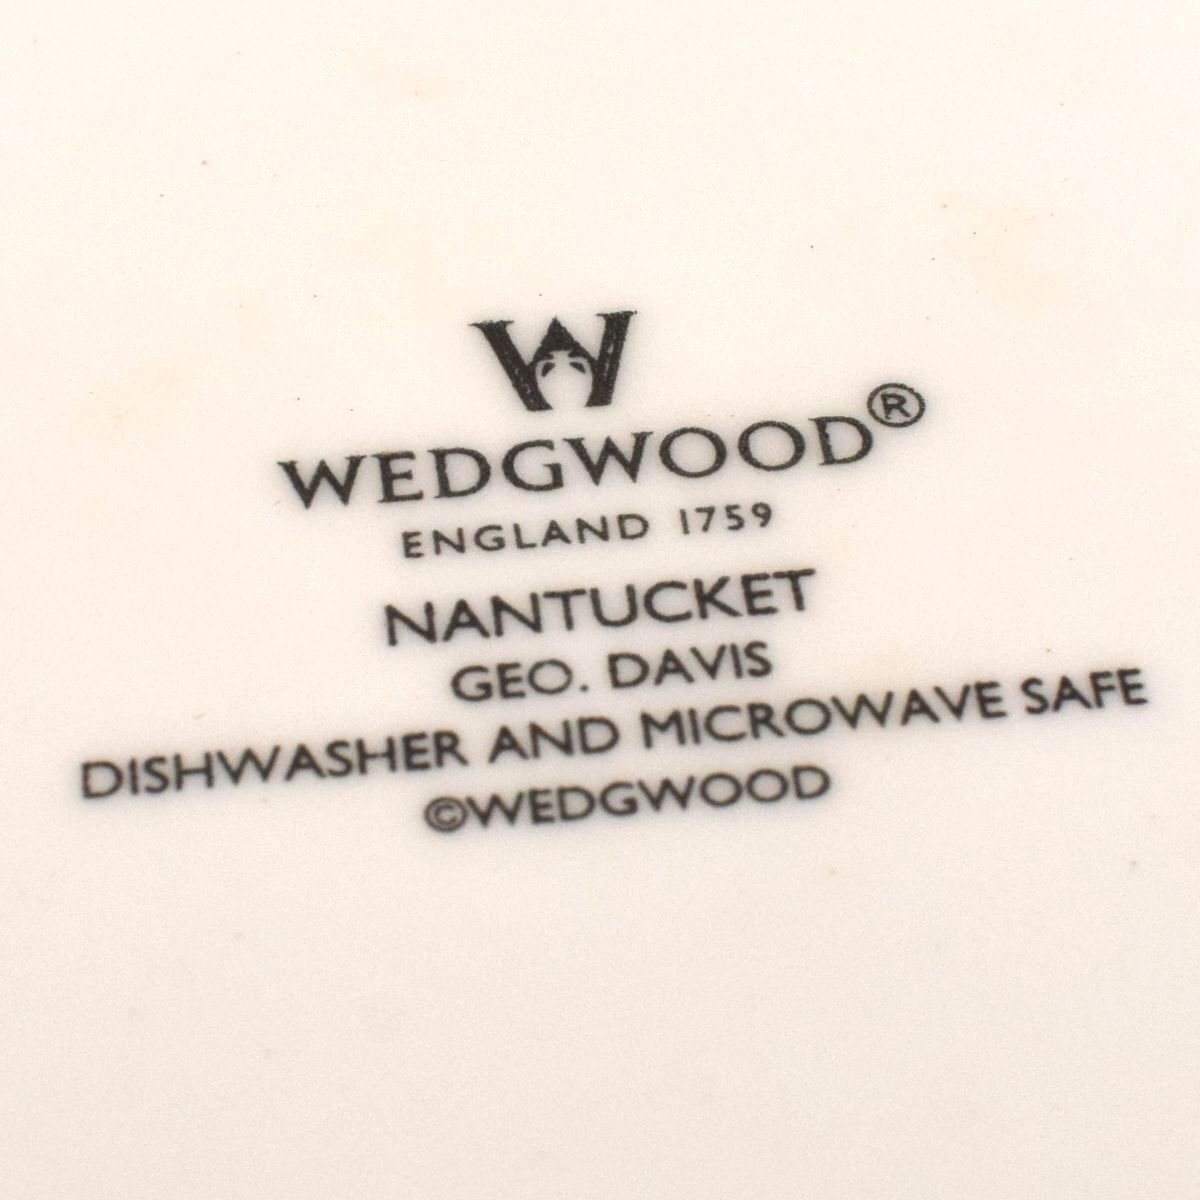 W
WEDGWOOD®
ENGLAND 1759
NANTUCKET
GEO. DAVIS
DISHWASHER AND MICROWAVE SAFE
©WEDGWOOD